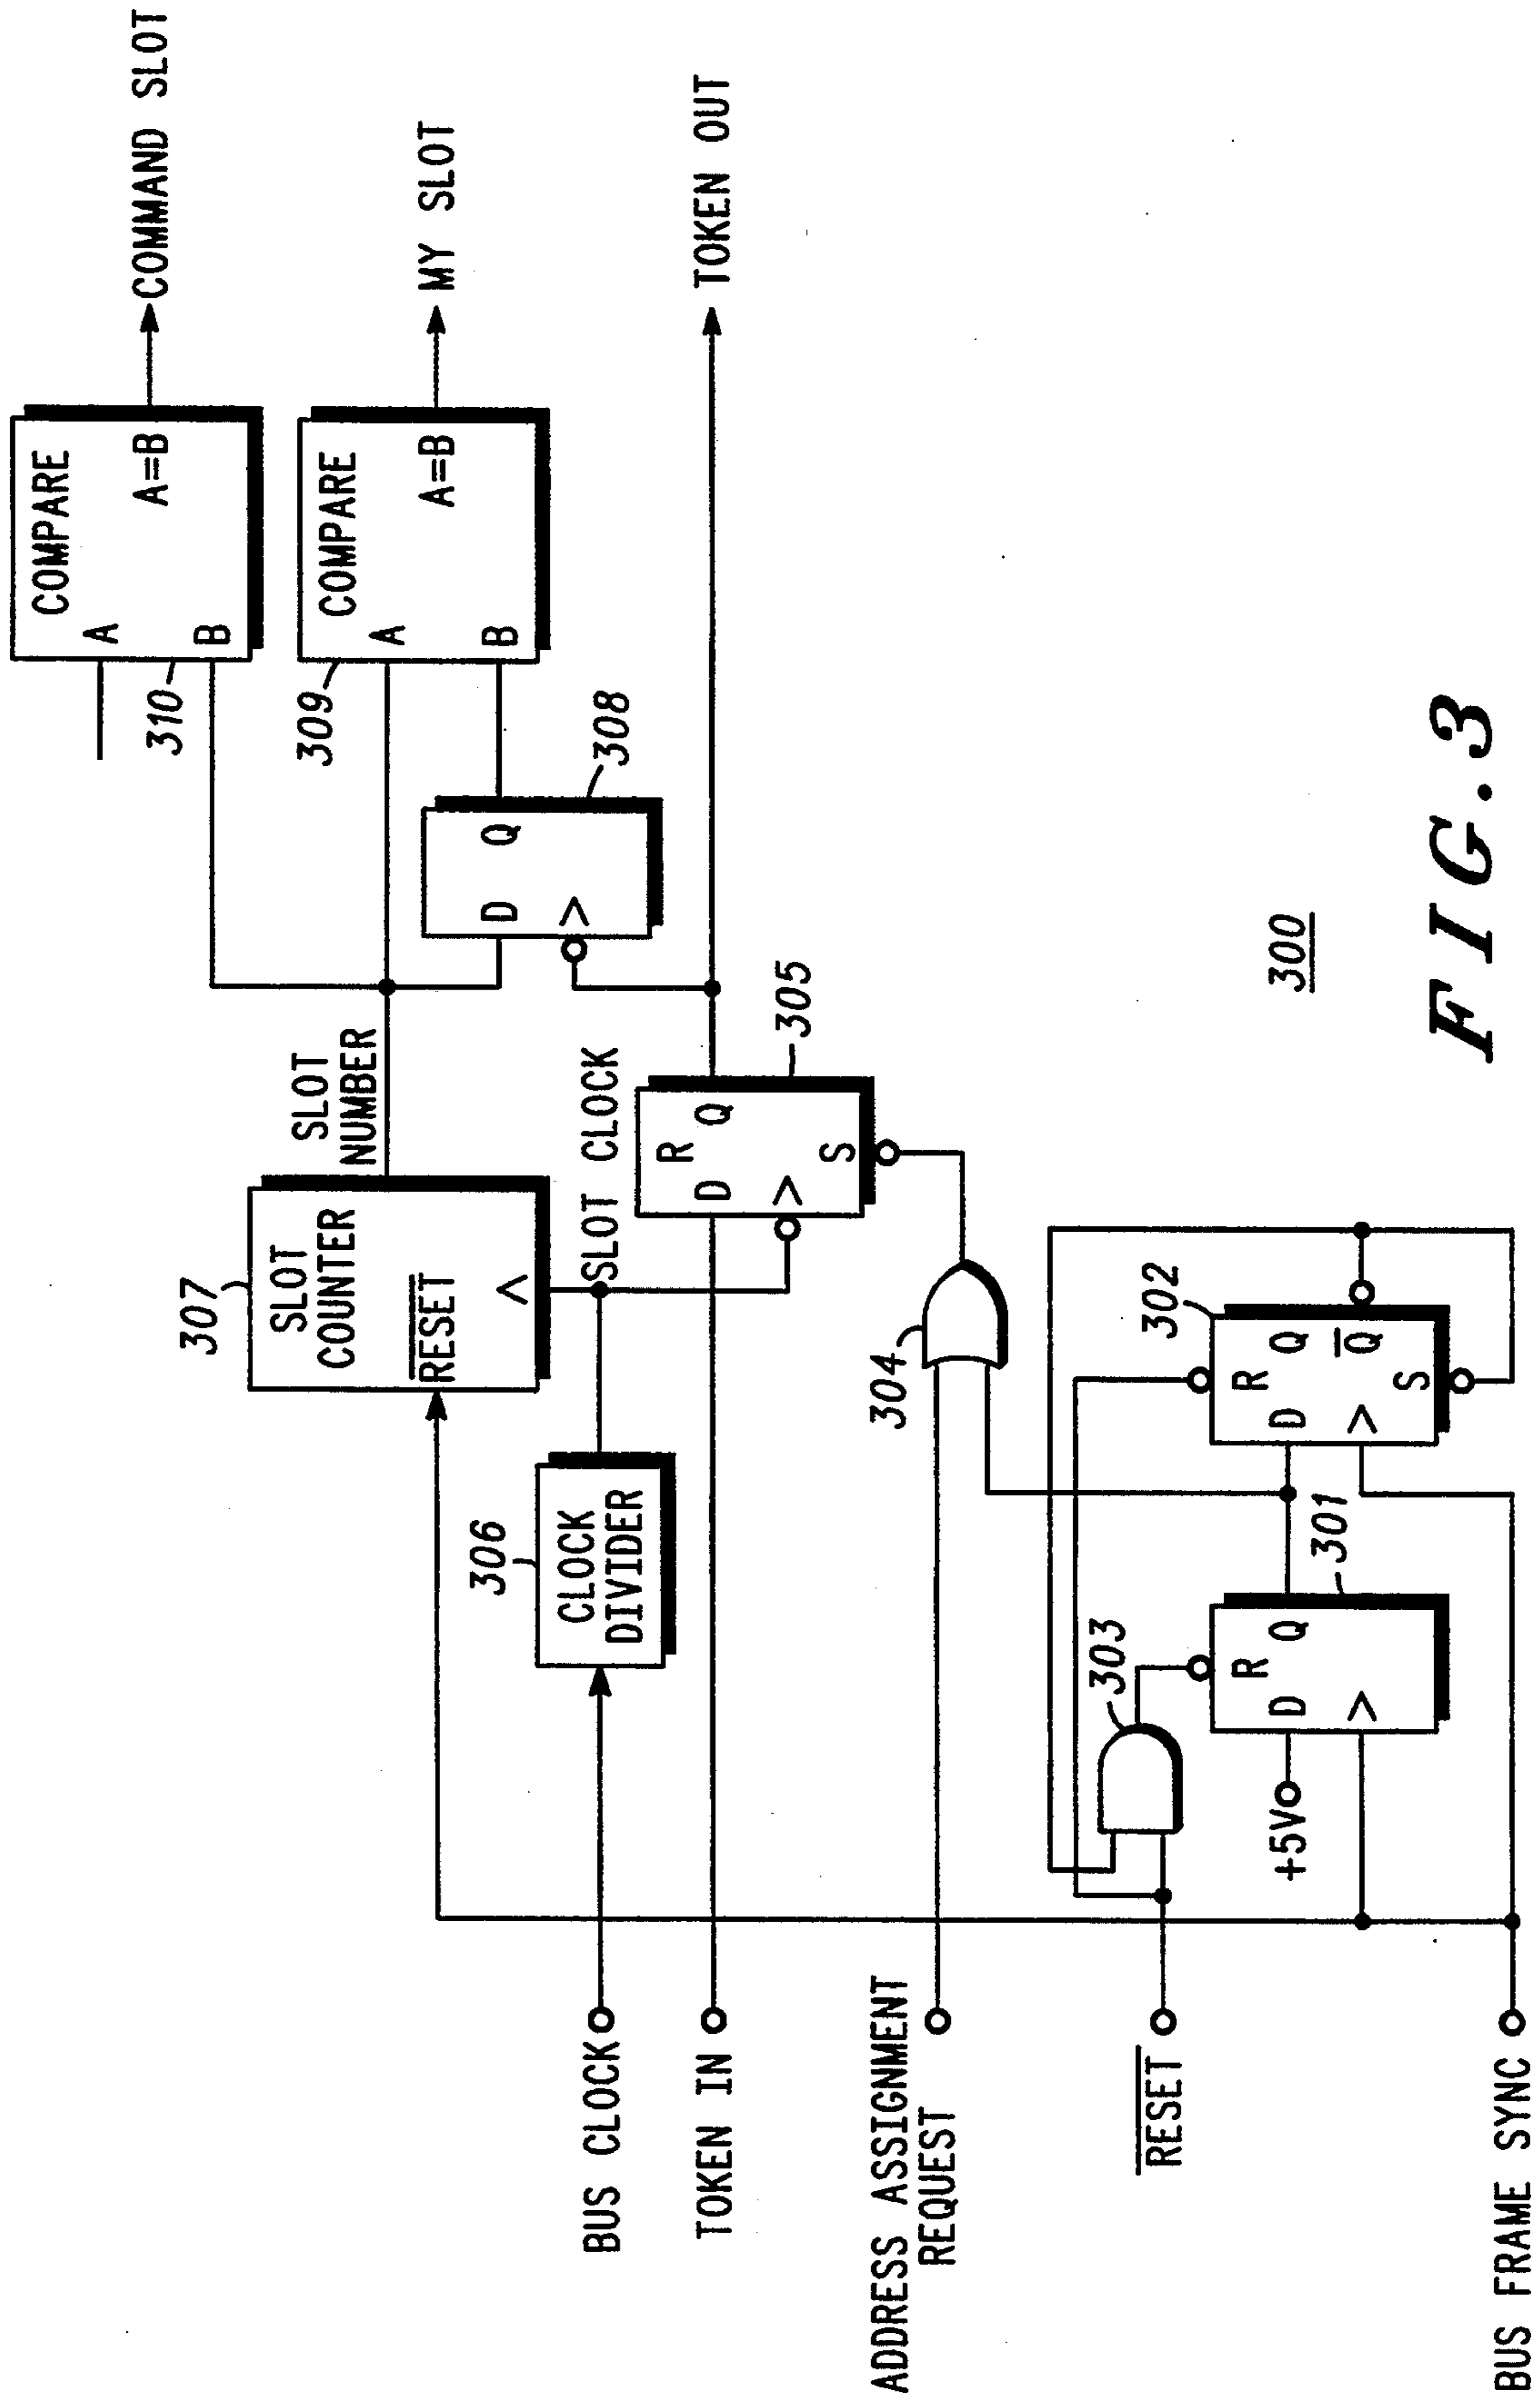 COMMAND SLOT
MY SLOT
TOKEN OUT
COMPARE
A
A=B
B
310
COMPARE
A
A=B
B
309
D Q
308
SLOT
NUMBER
307
SLOT
COUNTER
RESET
SLOT CLOCK
R
D Q
S
305
306
CLOCK
DIVIDER
304
302
R
D Q
Q
S
301
303
R
D Q
+5V
BUS CLOCK
TOKEN IN
ADDRESS ASSIGNMENT
REQUEST
RESET
BUS FRAME SYNC
300
FIG.3